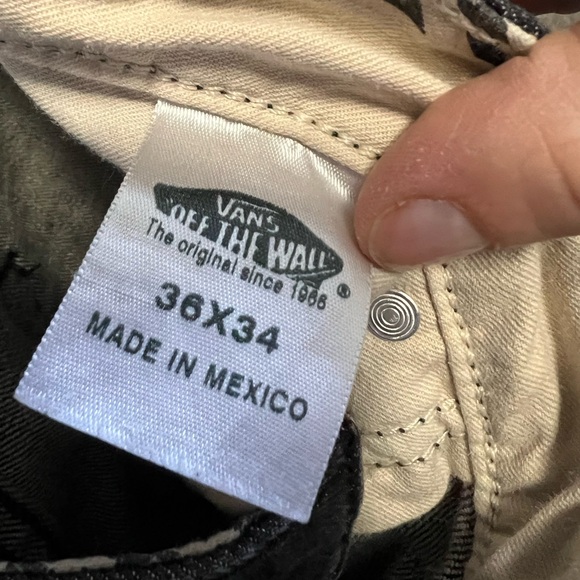 VANS
"OFF THE WALL"
The original since 1966
®
36X34
MADE IN MEXICO